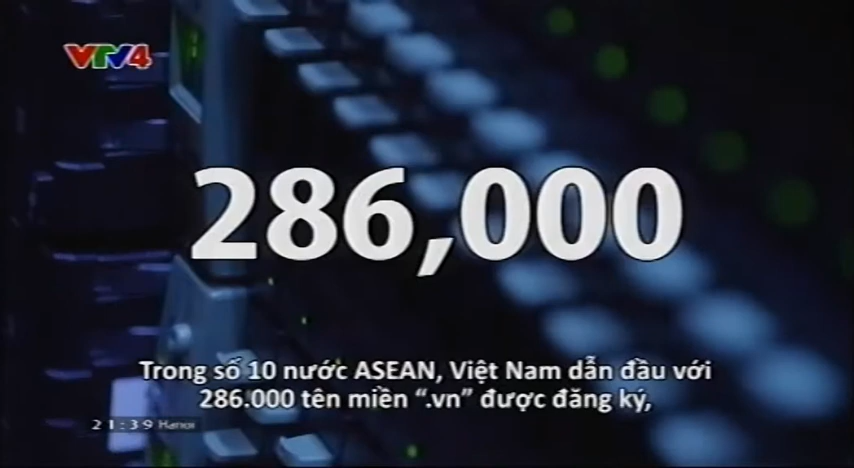 VTV4
286,000
Trong số 10 nước ASEAN, Việt Nam dẫn đầu với
286.000 tên miền “.vn” được đăng ký,
21:39 Hanoi